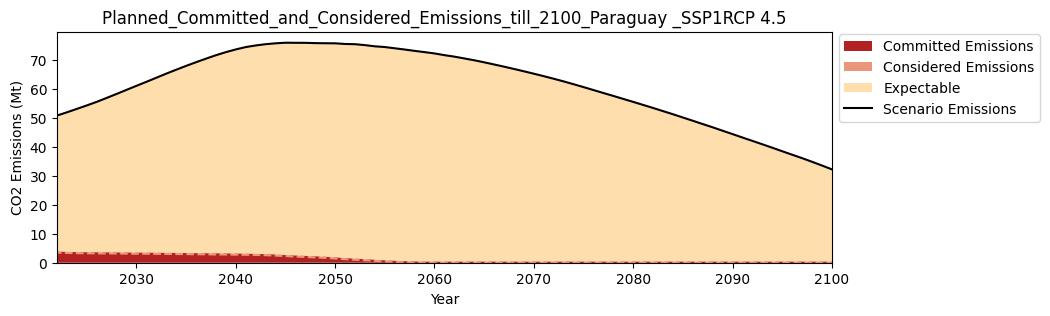 Planned_Committed_and_Considered_Emissions_till_2100_Paraguay _SSP1RCP 4.5
CO2 Emissions (Mt)
70
60
50
40
30
20
10
0
2030 2040 2050 2060 2070 2080 2090 2100
Year
Committed Emissions
Considered Emissions
Expectable
Scenario Emissions